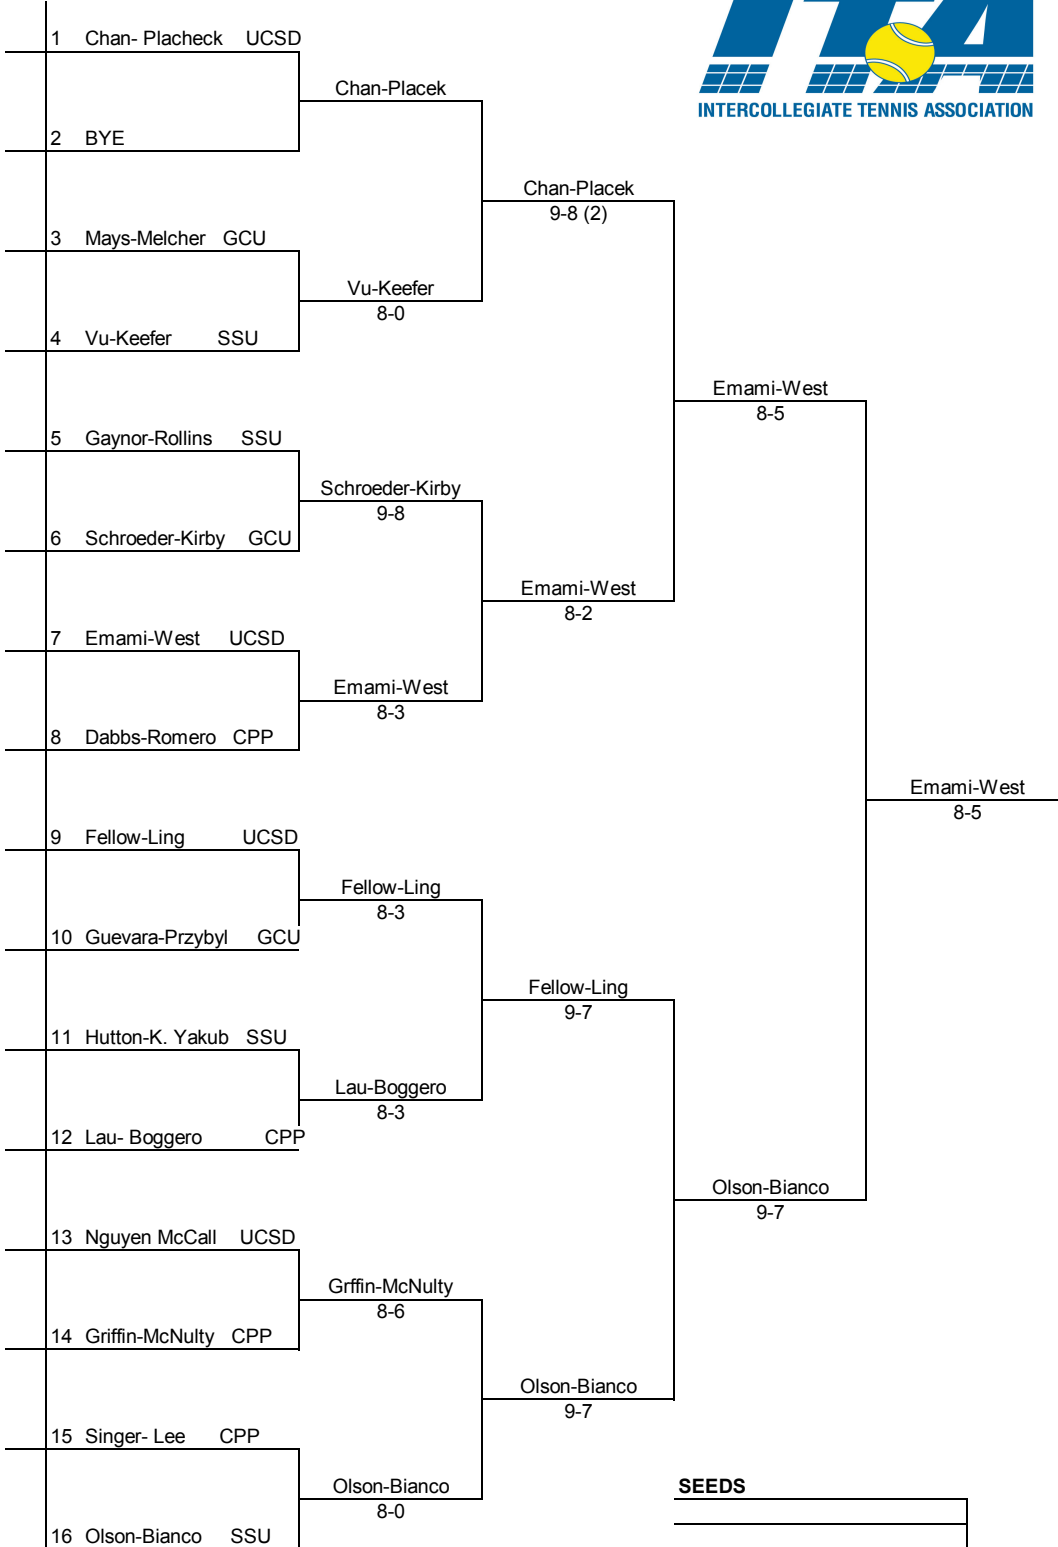 ITA
INTERCOLLEGIATE TENNIS ASSOCIATION
1 Chan- Placheck UCSD
Chan-Placek
2 BYE
Chan-Placek
9-8 (2)
3 Mays-Melcher GCU
Vu-Keefer
8-0
4 Vu-Keefer SSU
Emami-West
8-5
5 Gaynor-Rollins SSU
Schroeder-Kirby
9-8
6 Schroeder-Kirby GCU
Emami-West
8-2
7 Emami-West UCSD
Emami-West
8-3
8 Dabbs-Romero CPP
Emami-West
8-5
9 Fellow-Ling UCSD
Fellow-Ling
8-3
10 Guevara-Przybyl GCU
Fellow-Ling
9-7
11 Hutton-K. Yakub SSU
Lau-Boggero
8-3
12 Lau- Boggero CPP
Olson-Bianco
9-7
13 Nguyen McCall UCSD
Grffin-McNulty
8-6
14 Griffin-McNulty CPP
Olson-Bianco
9-7
15 Singer- Lee CPP
Olson-Bianco
8-0
SEEDS
16 Olson-Bianco SSU